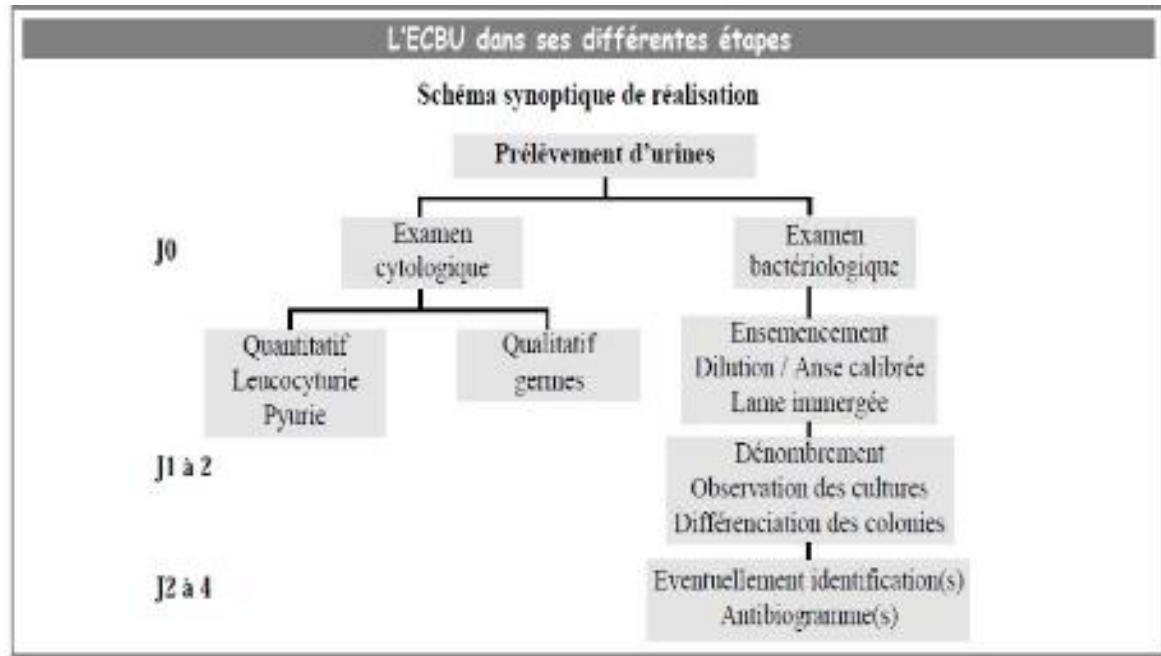 L'ECBU dans ses différentes étapes
Schéma synoptique de réalisation
Prélèvement d'urines
J0
Examen
cytologique
Examen
bactériologique
Quantitatif
Leucocyturie
Pyurie
Qualitatif
germes
Ensemencement
Dilution / Anse calibrée
Lame immergée
J1 à 2
Dénombrement
Observation des cultures
Différenciation des colonies
J2 à 4
Eventuellement identification(s)
Antibiogramme(s)